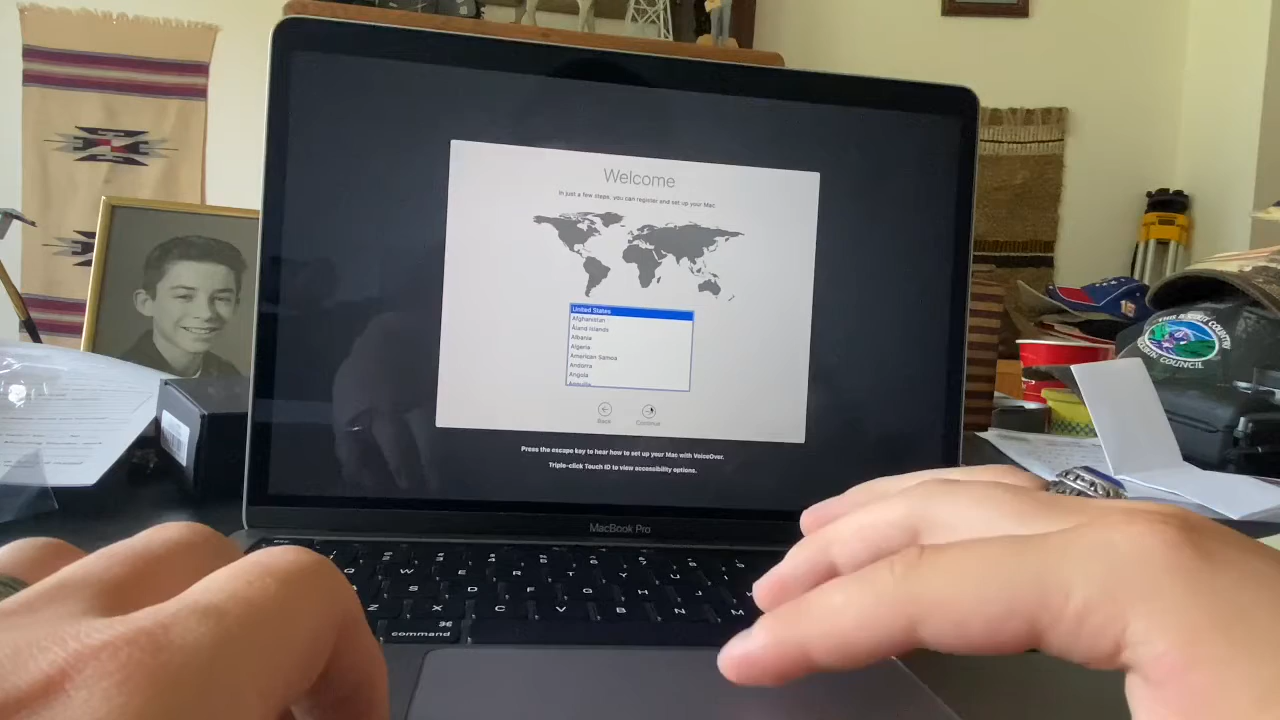 Welcome
In just a few steps, you can register and set up your Mac
United States
Afghanistan
Åland Islands
Albania
Algeria
American Samoa
Andorra
Angola
Anguilla
Back
Continue
Press the escape key to hear how to set up your Mac with VoiceOver.
Triple-click Touch ID to view accessibility options.
MacBook Pro
Q W E R T Y U I
S D F G H J
Z X C V B N M
⌘
command
COUNCIL